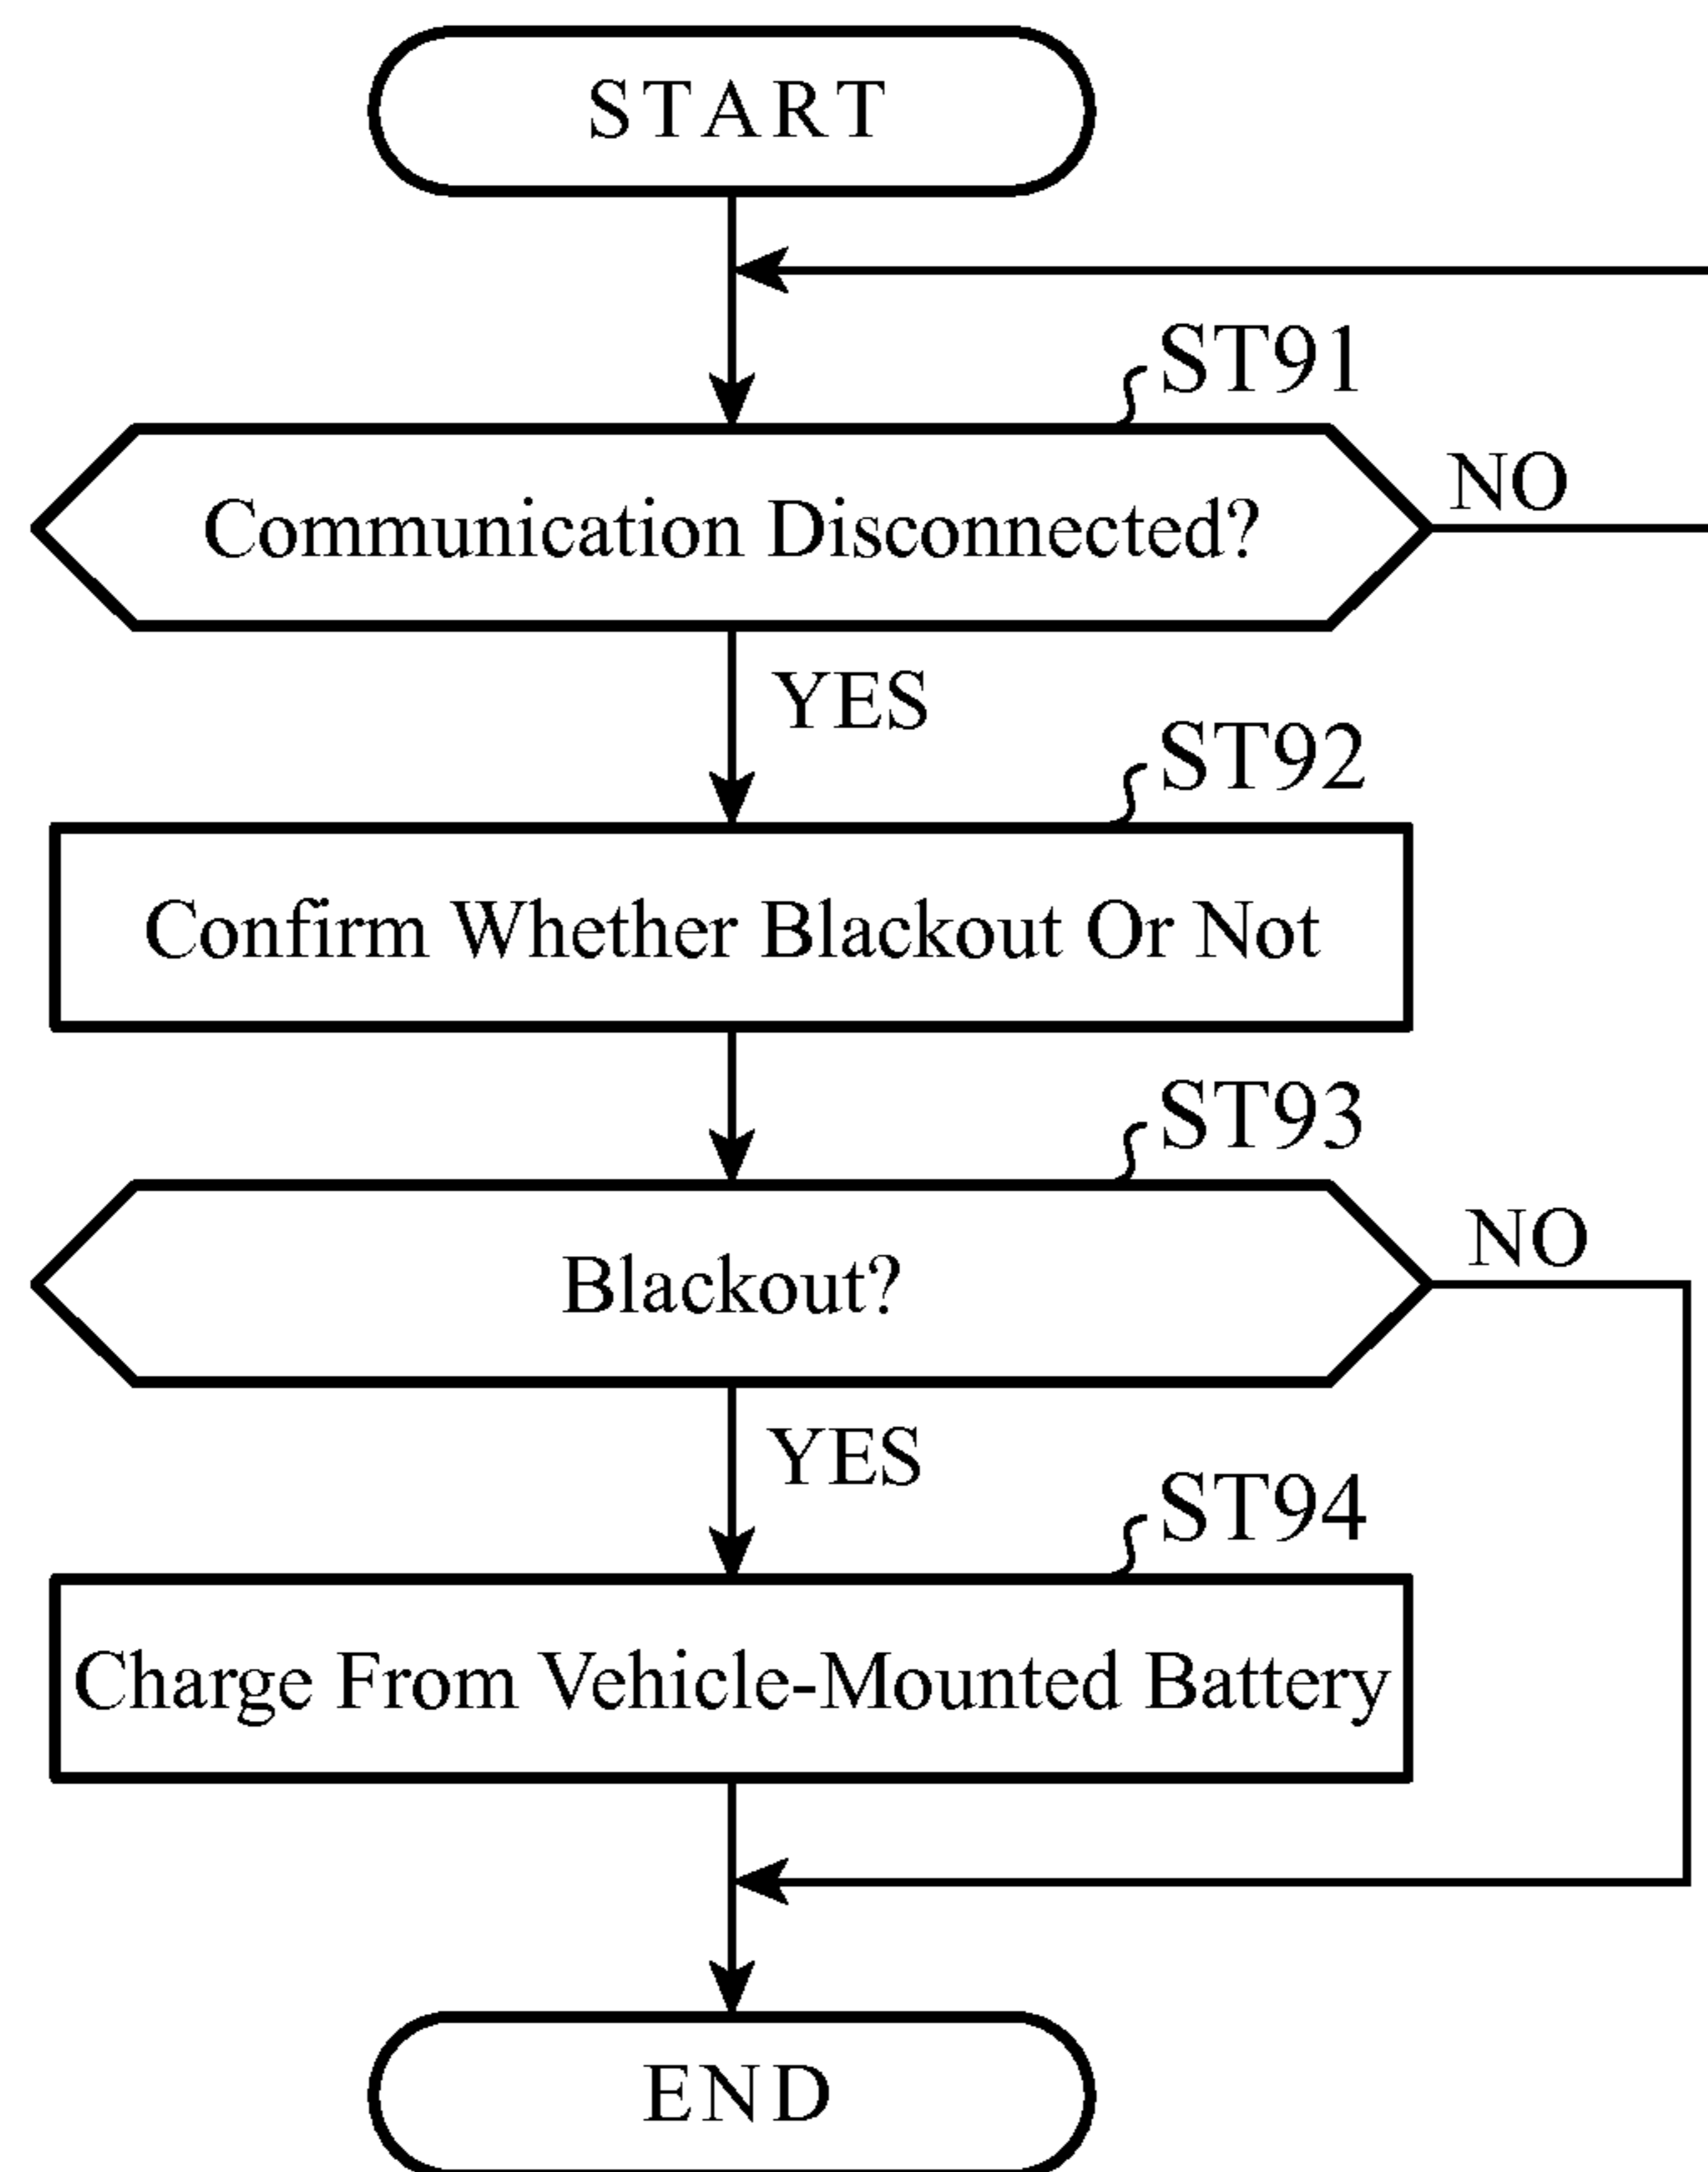 START
ST91
Communication Disconnected?
NO
YES
ST92
Confirm Whether Blackout Or Not
ST93
Blackout?
NO
YES
ST94
Charge From Vehicle-Mounted Battery
END